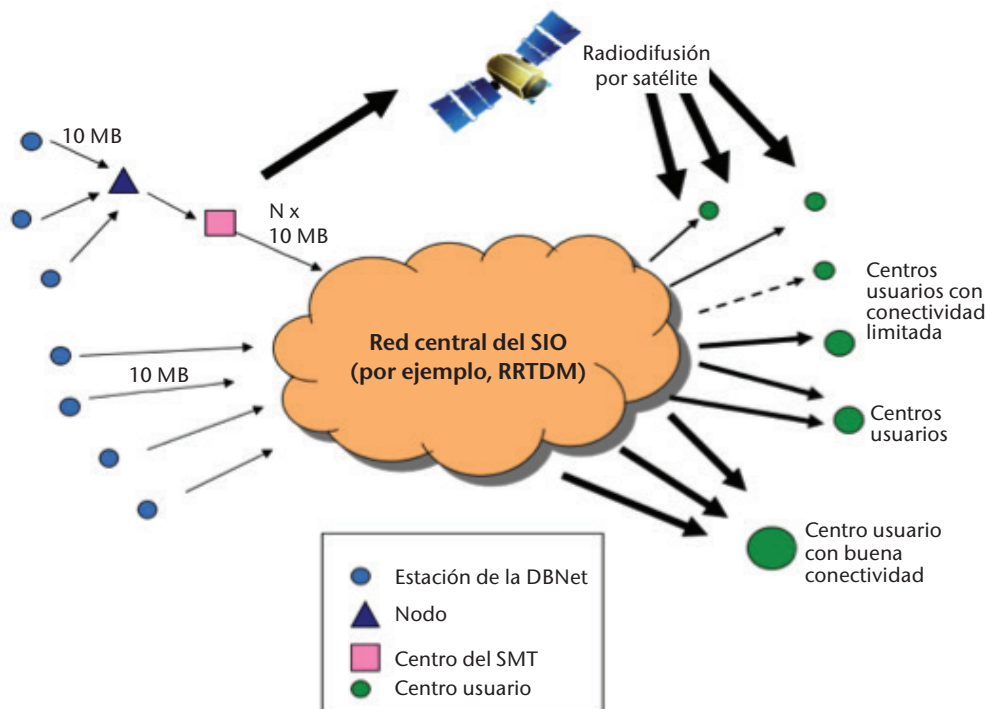 Radiodifusión
por satélite
10 MB
N x
10 MB
10 MB
Red central del SIO
(por ejemplo, RRTDM)
Centros
usuarios con
conectividad
limitada
Centros
usuarios
Centro usuario
con buena
conectividad
Estación de la DBNet
Nodo
Centro del SMT
Centro usuario